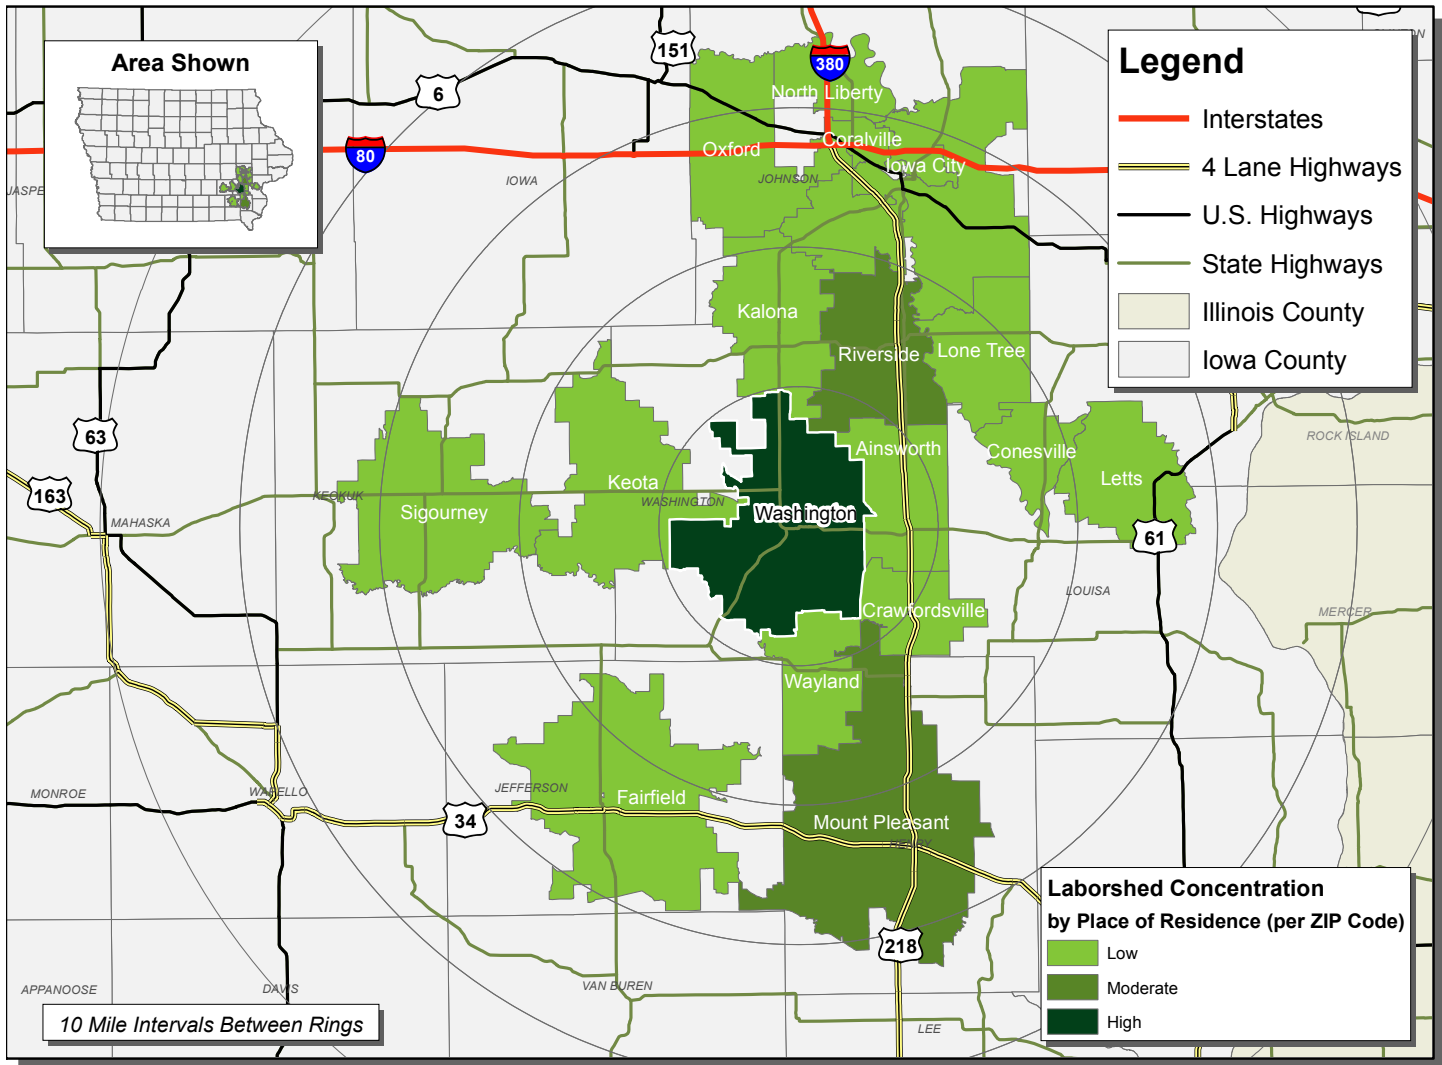 Area Shown
151
380
6
80
North Liberty
Coralville
Oxford
Iowa City
JOHNSON
IOWA
Legend
Interstates
4 Lane Highways
U.S. Highways
State Highways
Illinois County
Iowa County
Kalona
Riverside
Lone Tree
63
163
MAHASKA
KEOKUK
Sigourney
Keota
WASHINGTON
Washington
Ainsworth
Conesville
Letts
61
ROCK ISLAND
LOUISA
MERCER
Crawfordsville
Wayland
MONROE
WAPELLO
34
JEFFERSON
Fairfield
Mount Pleasant
HENRY
218
Laborshed Concentration
by Place of Residence (per ZIP Code)
Low
Moderate
High
APPANOOSE
DAVIS
VAN BUREN
LEE
10 Mile Intervals Between Rings